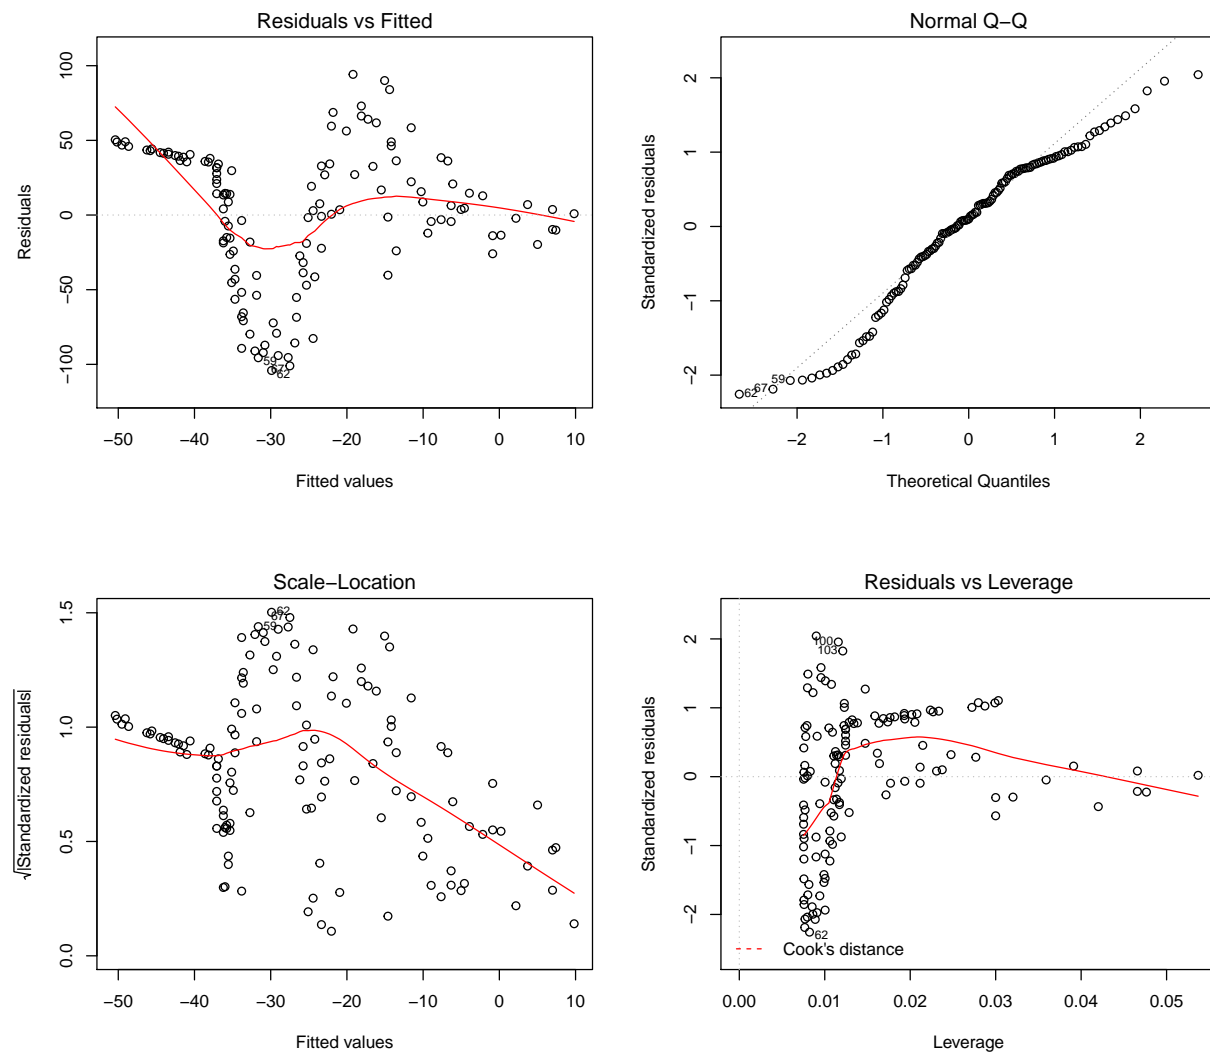 Residuals vs Fitted
100
50
0
−50
−100
Residuals
59
67
62
−50 −40 −30 −20 −10 0 10
Fitted values
Normal Q−Q
2
1
0
−1
−2
Standardized residuals
62 67 59
−2 −1 0 1 2
Theoretical Quantiles
Scale−Location
1.5
1.0
0.5
0.0
√|Standardized residuals|
62
67
59
−50 −40 −30 −20 −10 0 10
Fitted values
Residuals vs Leverage
2
1
0
−1
−2
Standardized residuals
100
103
62
Cook's distance
0.00 0.01 0.02 0.03 0.04 0.05
Leverage